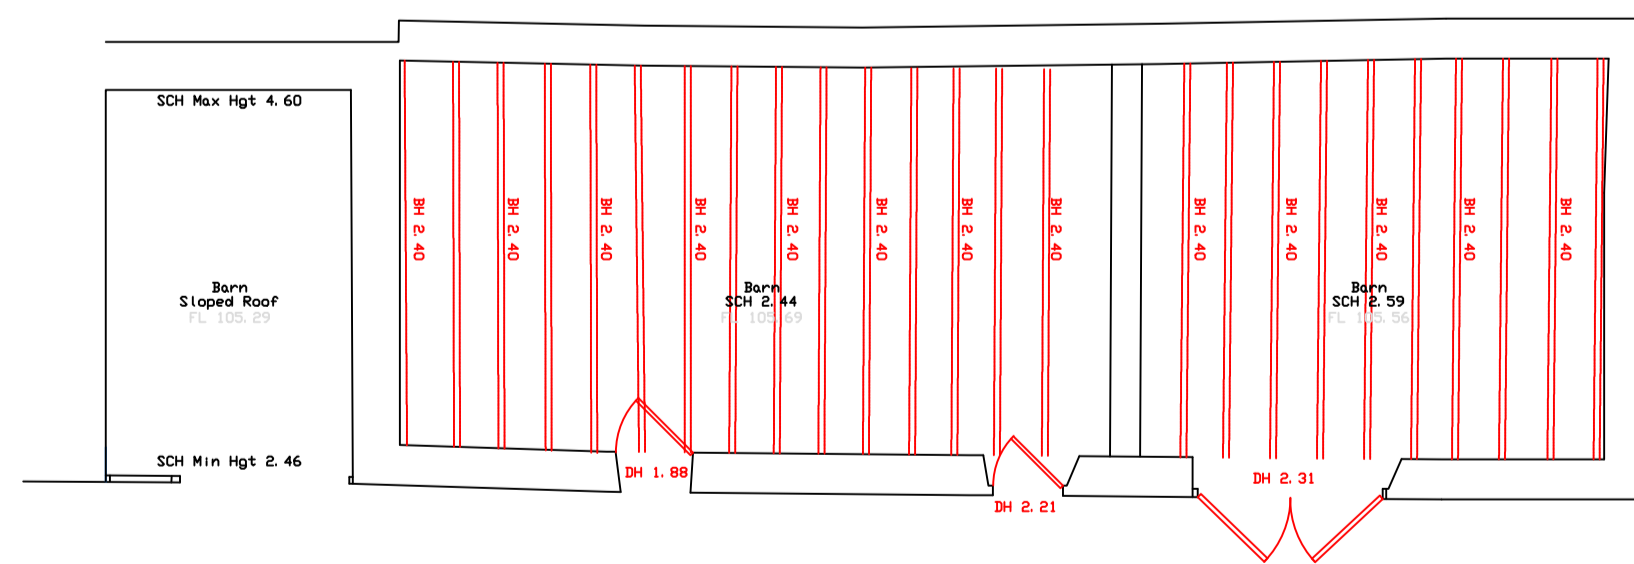 SCH Max Hgt 4.60
BH 2.40
BH 2.40
BH 2.40
BH 2.40
BH 2.40
BH 2.40
BH 2.40
BH 2.40
BH 2.40
BH 2.40
BH 2.40
BH 2.40
BH 2.40
Barn
Sloped Roof
FL 105.29
Barn
SCH 2.44
FL 105.69
Barn
SCH 2.59
FL 105.56
SCH Min Hgt 2.46
DH 1.88
DH 2.21
DH 2.31